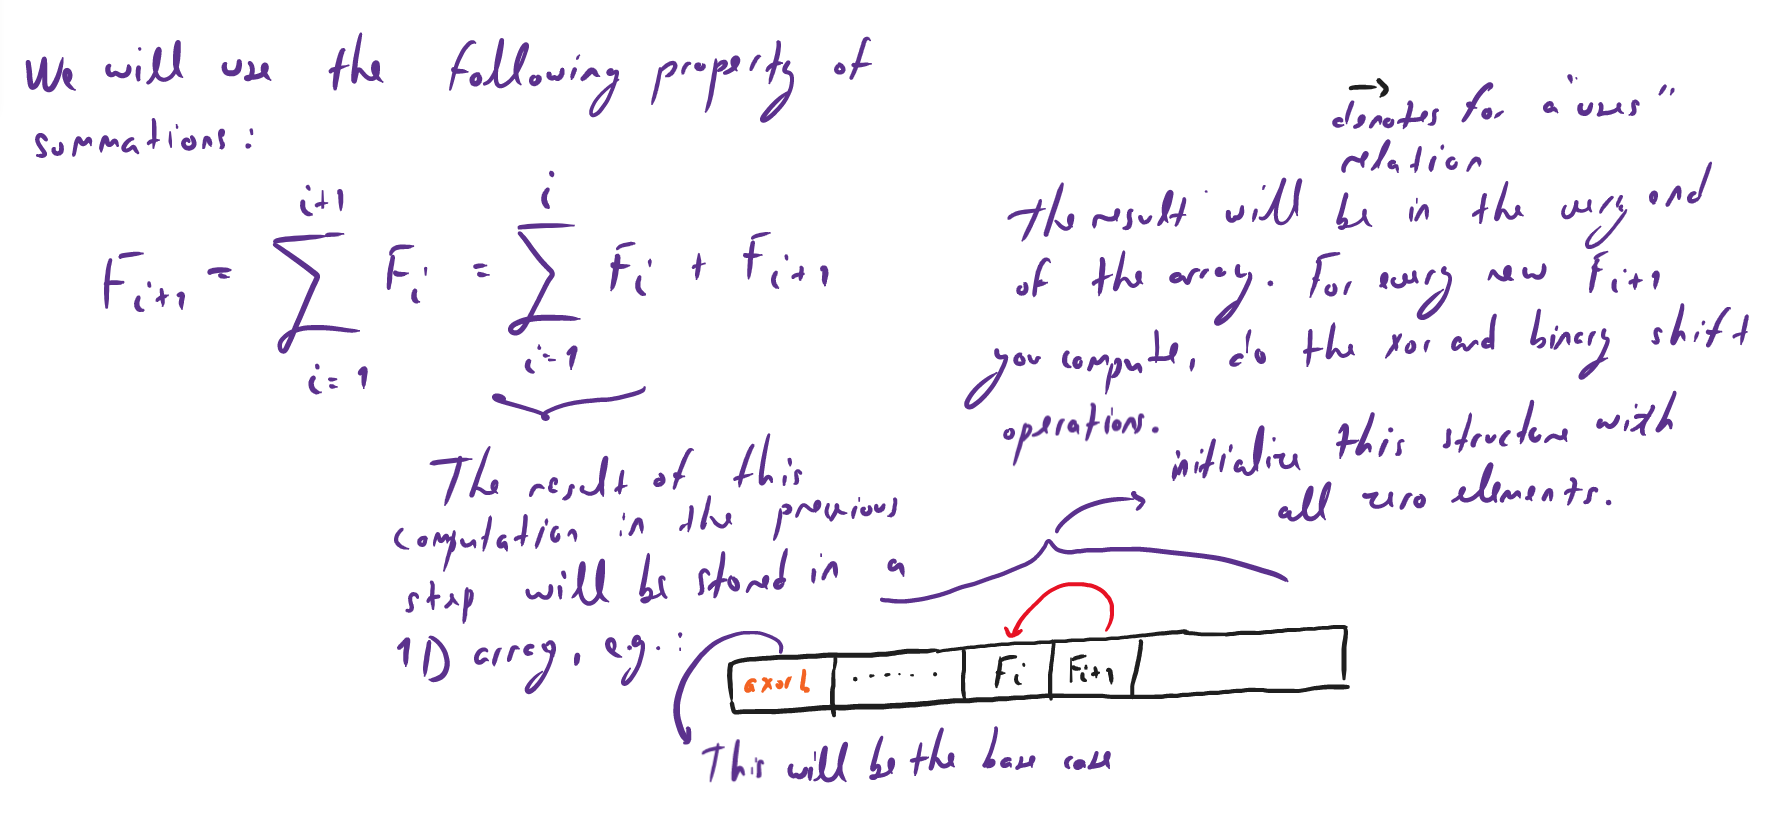 We will use the following property of
summations:
F_{i+1} = \sum_{i=1}^{i+1} F_i = \sum_{i=1}^{i} F_i + F_{i+1}
The result of this
computation in the previous
step will be stored in a
1D array, e.g.:
→
denotes for a "uses"
relation
The result will be in the very end
of the array. For every new F_{i+1}
you compute, do the xor and binary shift
operations.
initialize this structure with
all zero elements.
a xor b ...... F_i F_{i+1}
This will be the base case